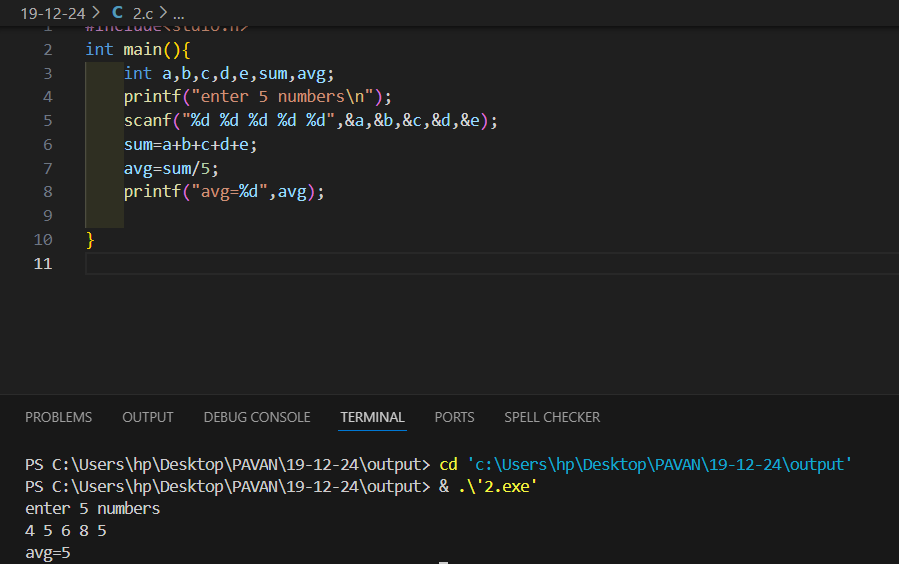 19-12-24 > C 2.c > ...
1 #include<stdio.h>
2 int main(){
3 int a,b,c,d,e,sum,avg;
4 printf("enter 5 numbers\n");
5 scanf("%d %d %d %d %d",&a,&b,&c,&d,&e);
6 sum=a+b+c+d+e;
7 avg=sum/5;
8 printf("avg=%d",avg);
9
10 }
11
PROBLEMS OUTPUT DEBUG CONSOLE TERMINAL PORTS SPELL CHECKER
PS C:\Users\hp\Desktop\PAVAN\19-12-24\output> cd 'c:\Users\hp\Desktop\PAVAN\19-12-24\output'
PS C:\Users\hp\Desktop\PAVAN\19-12-24\output> & .\'2.exe'
enter 5 numbers
4 5 6 8 5
avg=5